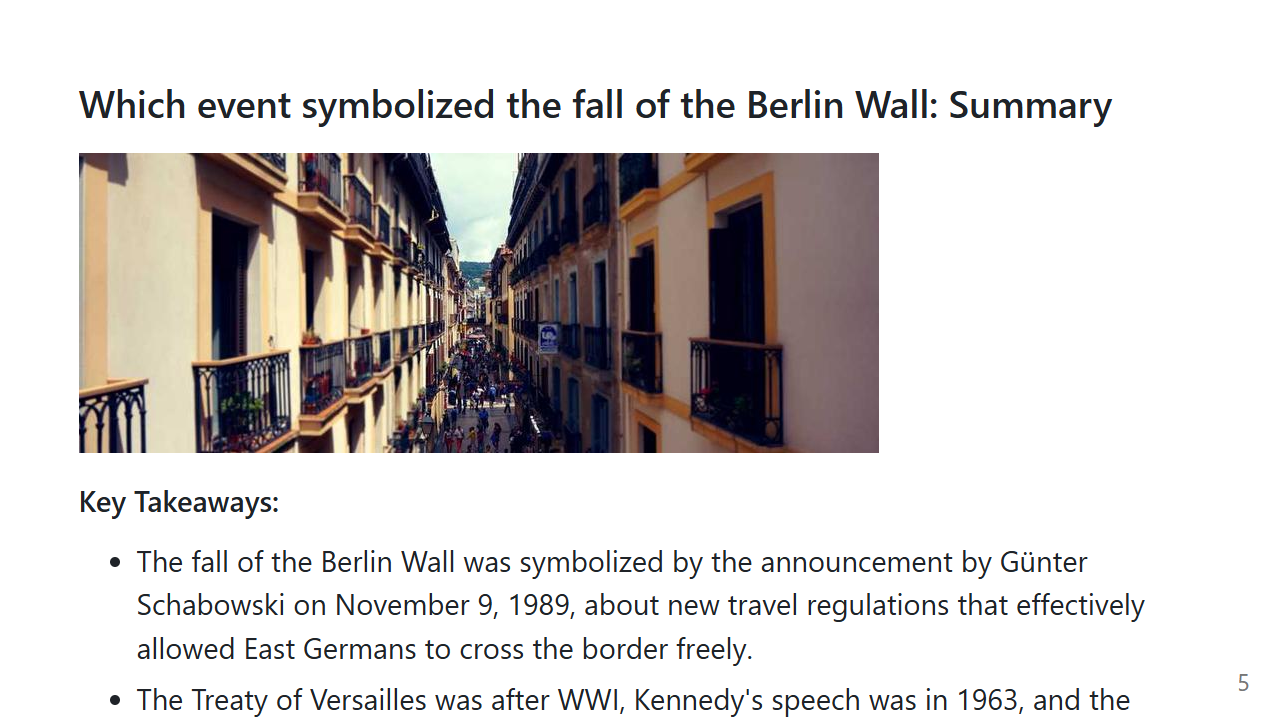 Which event symbolized the fall of the Berlin Wall: Summary
Key Takeaways:
• The fall of the Berlin Wall was symbolized by the announcement by Günter
Schabowski on November 9, 1989, about new travel regulations that effectively
allowed East Germans to cross the border freely.
• The Treaty of Versailles was after WWI, Kennedy's speech was in 1963, and the
5